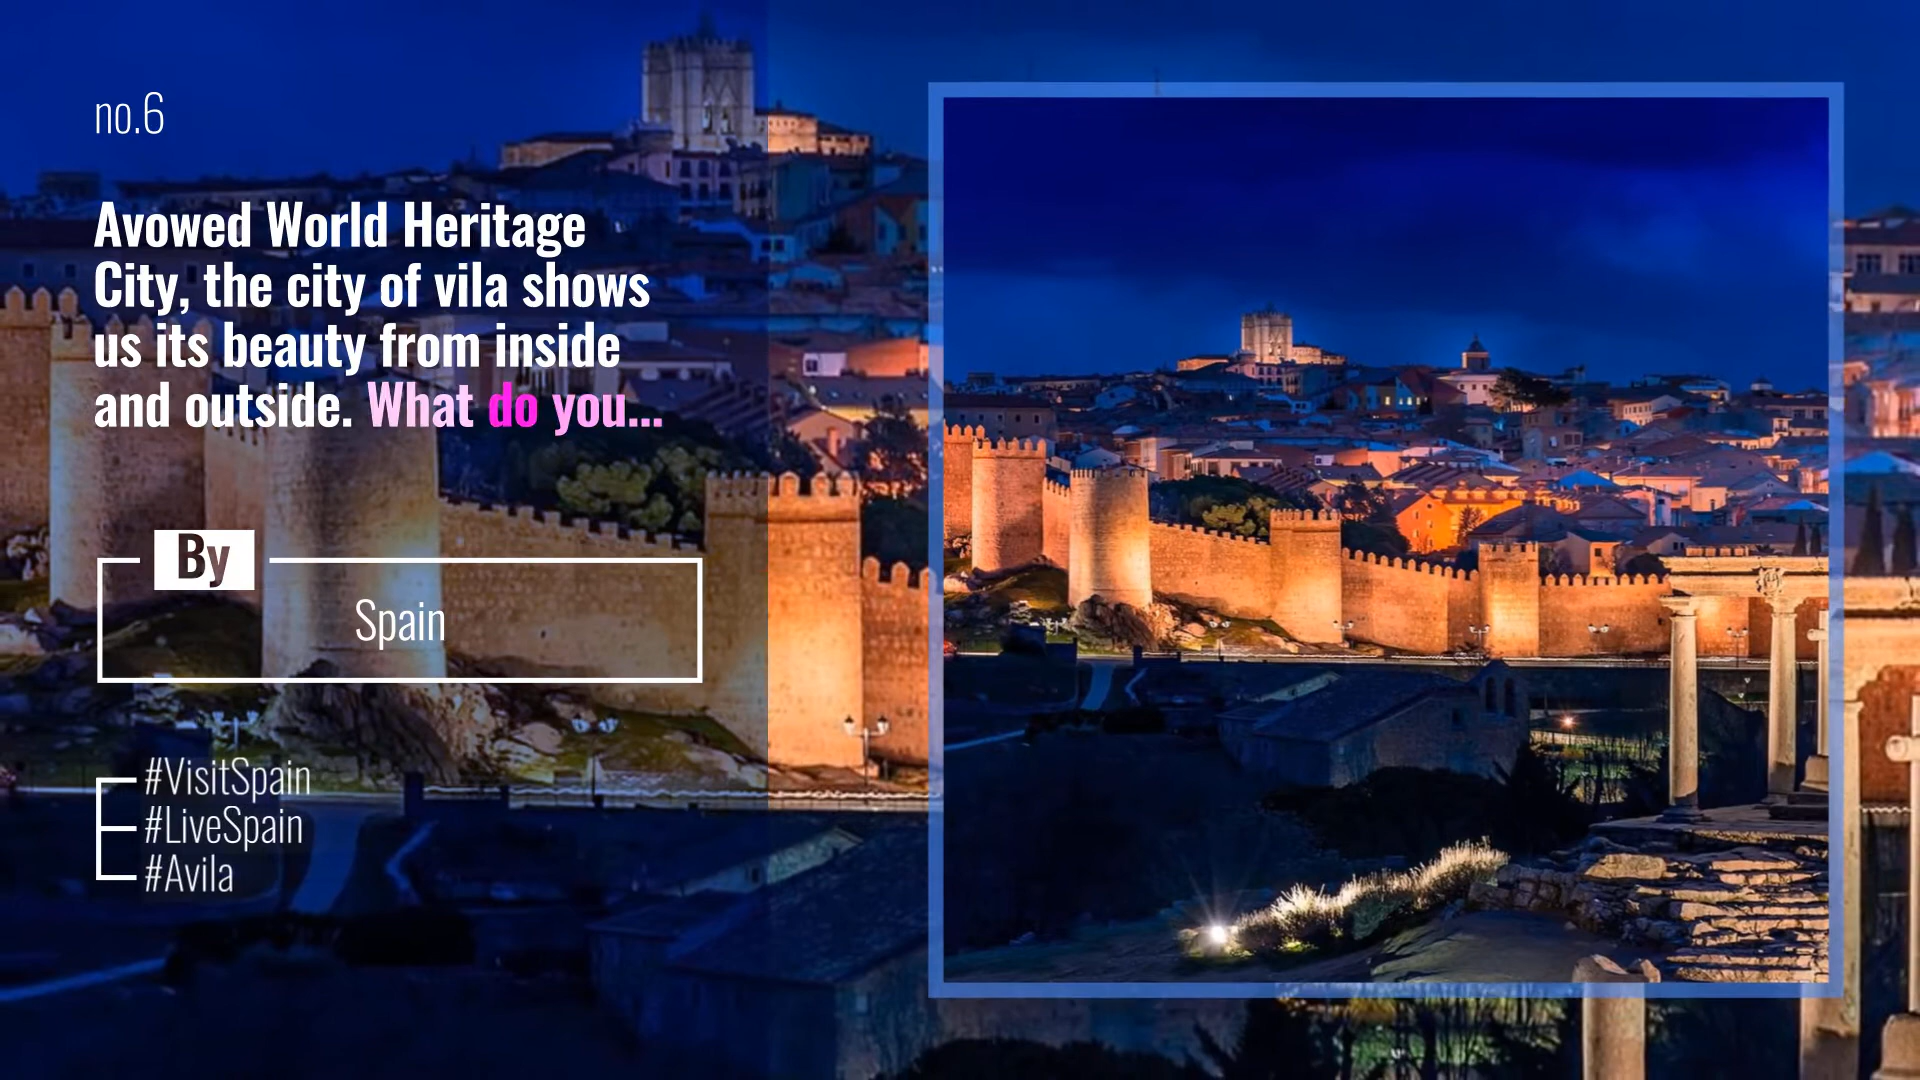 no.6
Avowed World Heritage
City, the city of vila shows
us its beauty from inside
and outside. What do you...
By
Spain
#VisitSpain
#LiveSpain
#Avila